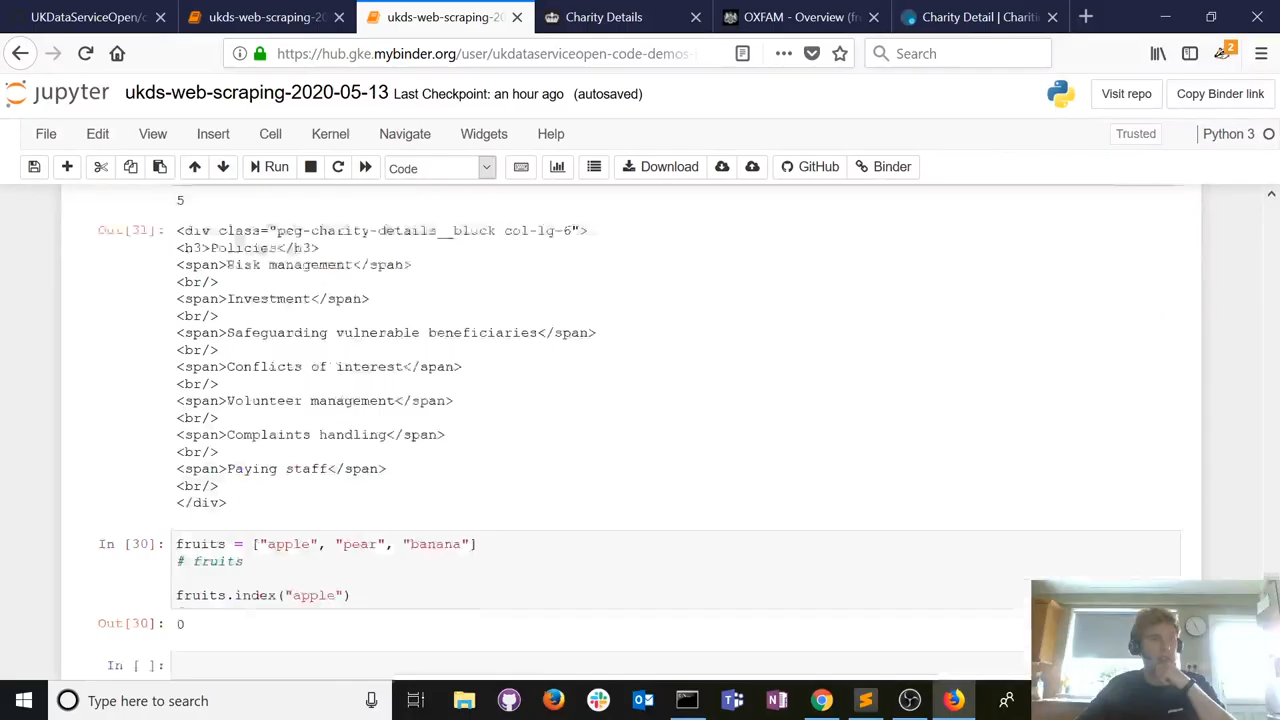 UKDataServiceOpen/c
ukds-web-scraping-20
ukds-web-scraping-20
Charity Details
OXFAM - Overview (fr
Charity Detail | Chariti
https://hub.gke.mybinder.org/user/ukdataserviceopen-code-demos-
Search
2
jupyter ukds-web-scraping-2020-05-13 Last Checkpoint: an hour ago (autosaved)
Visit repo
Copy Binder link
File Edit View Insert Cell Kernel Navigate Widgets Help
Trusted
Python 3
Run
Code
Download
GitHub
Binder
5
Out[31]: <div class="pcg-charity-details__block col-lg-6">
<h3>Policies</h3>
<span>Risk management</span>
<br/>
<span>Investment</span>
<br/>
<span>Safeguarding vulnerable beneficiaries</span>
<br/>
<span>Conflicts of interest</span>
<br/>
<span>Volunteer management</span>
<br/>
<span>Complaints handling</span>
<br/>
<span>Paying staff</span>
<br/>
</div>
In [30]: fruits = ["apple", "pear", "banana"]
# fruits
fruits.index("apple")
Out[30]: 0
In [ ]:
Type here to search